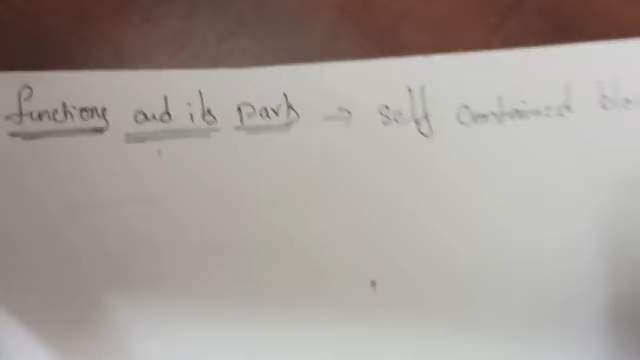 functions and its parts → self contained